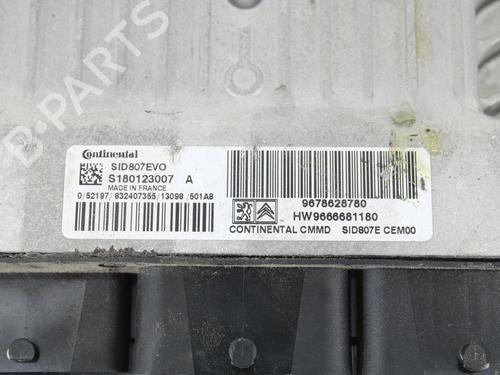 B-PARTS
Continental
SID807EVO
S180123007 A
MADE IN FRANCE
0/52197/832407355/13098/501A8
9678628780
HW9666681180
CONTINENTAL CMMD SID807E CEM00